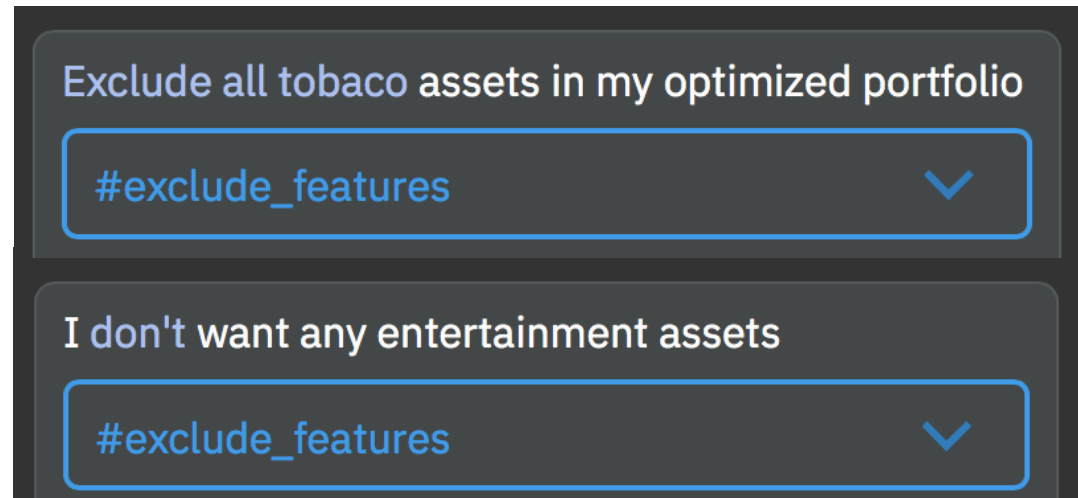 Exclude all tobaco assets in my optimized portfolio
#exclude_features
I don't want any entertainment assets
#exclude_features